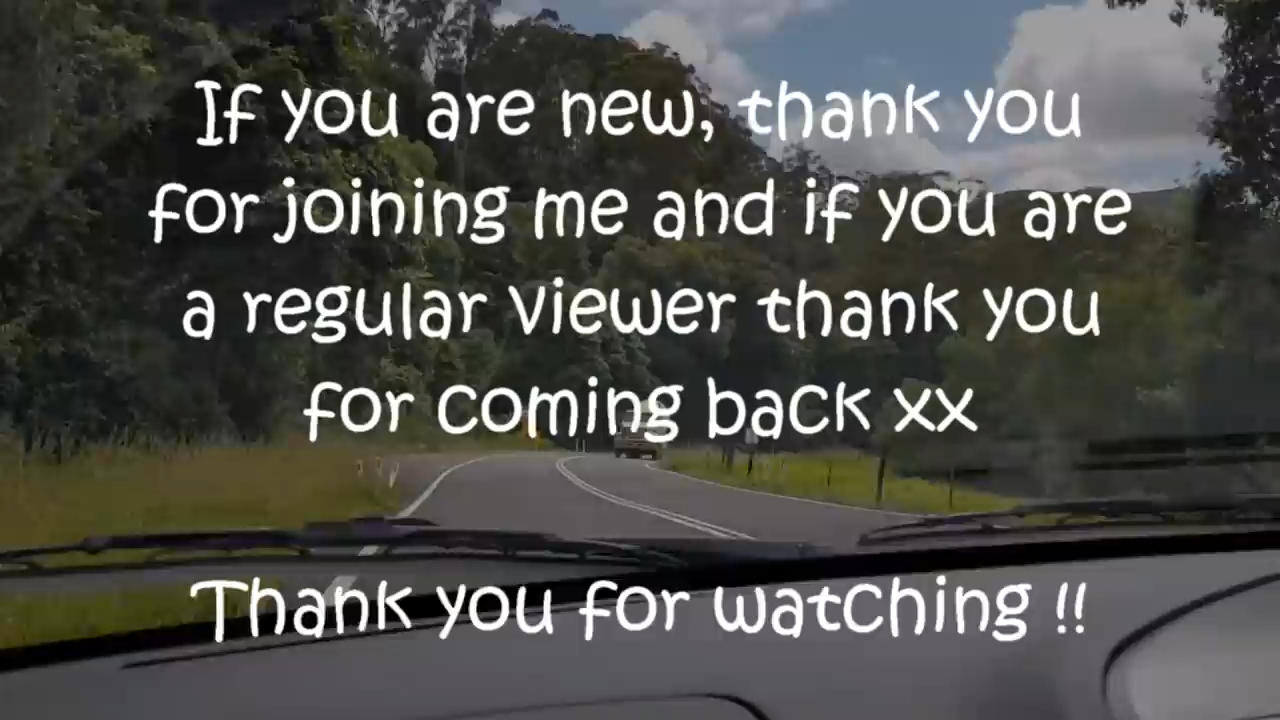 If you are new, thank you
for joining me and if you are
a regular viewer thank you
for coming back xx
Thank you for watching !!